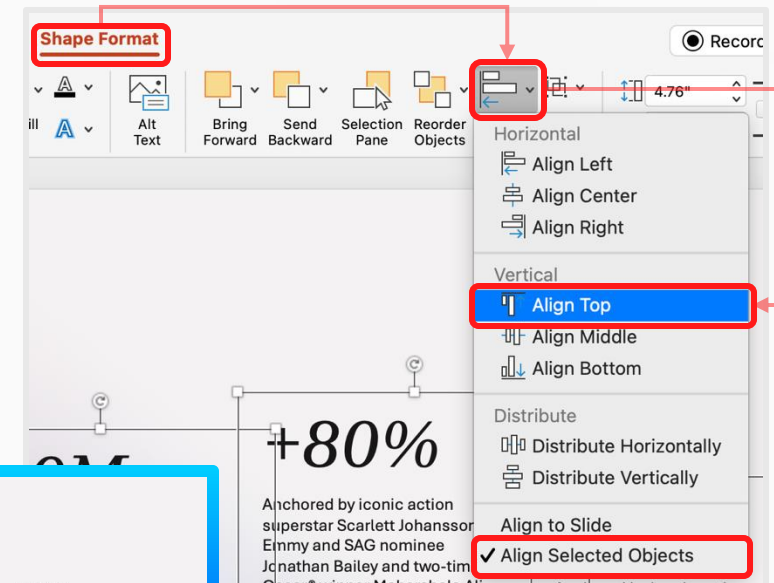 Shape Format
Record
A
4.76"
ill
A
Alt
Text
Bring
Forward
Send
Backward
Selection
Pane
Reorder
Objects
Horizontal
Align Left
Align Center
Align Right
Vertical
Align Top
Align Middle
Align Bottom
Distribute
Distribute Horizontally
Distribute Vertically
Align to Slide
✓ Align Selected Objects
0M
+80%
Anchored by iconic action
superstar Scarlett Johansson
Emmy and SAG nominee
Jonathan Bailey and two-tim